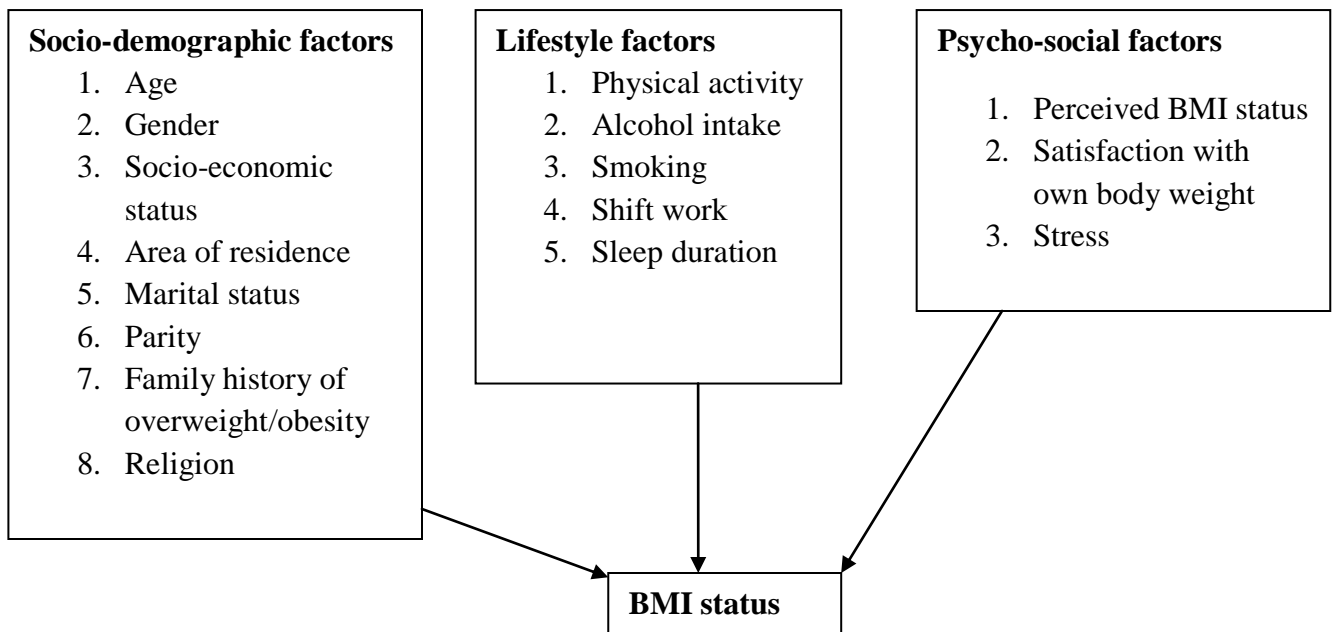 Socio-demographic factors
1. Age
2. Gender
3. Socio-economic
status
4. Area of residence
5. Marital status
6. Parity
7. Family history of
overweight/obesity
8. Religion
Lifestyle factors
1. Physical activity
2. Alcohol intake
3. Smoking
4. Shift work
5. Sleep duration
Psycho-social factors
1. Perceived BMI status
2. Satisfaction with
own body weight
3. Stress
BMI status